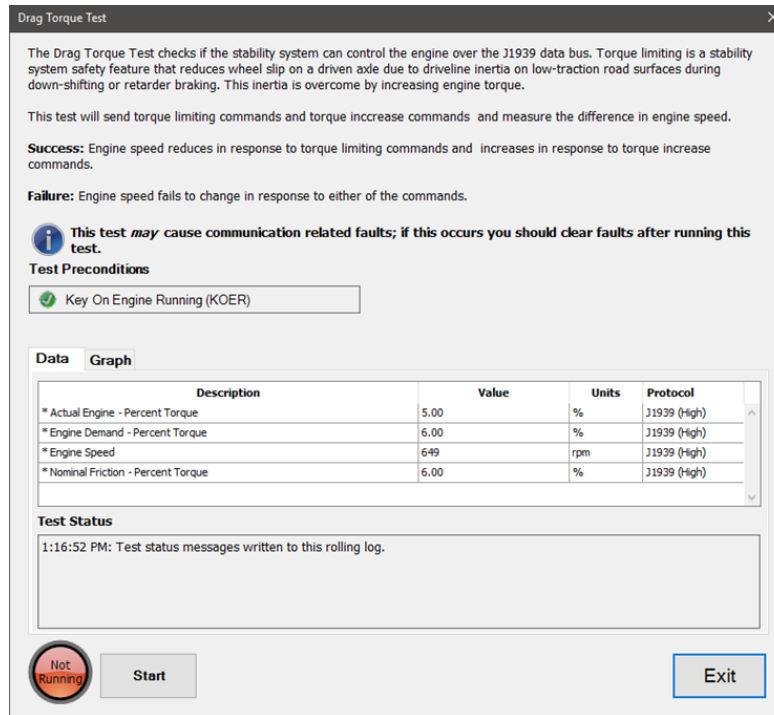 Drag Torque Test
The Drag Torque Test checks if the stability system can control the engine over the J1939 data bus. Torque limiting is a stability
system safety feature that reduces wheel slip on a driven axle due to driveline inertia on low-traction road surfaces during
down-shifting or retarder braking. This inertia is overcome by increasing engine torque.
This test will send torque limiting commands and torque inccrease commands and measure the difference in engine speed.
Success: Engine speed reduces in response to torque limiting commands and increases in response to torque increase
commands.
Failure: Engine speed fails to change in response to either of the commands.
This test may cause communication related faults; if this occurs you should clear faults after running this
test.
Test Preconditions
Key On Engine Running (KOER)
Data Graph
Description Value Units Protocol
* Actual Engine - Percent Torque 5.00 % J1939 (High)
* Engine Demand - Percent Torque 6.00 % J1939 (High)
* Engine Speed 649 rpm J1939 (High)
* Nominal Friction - Percent Torque 6.00 % J1939 (High)
Test Status
1:16:52 PM: Test status messages written to this rolling log.
Not
Running
Start
Exit